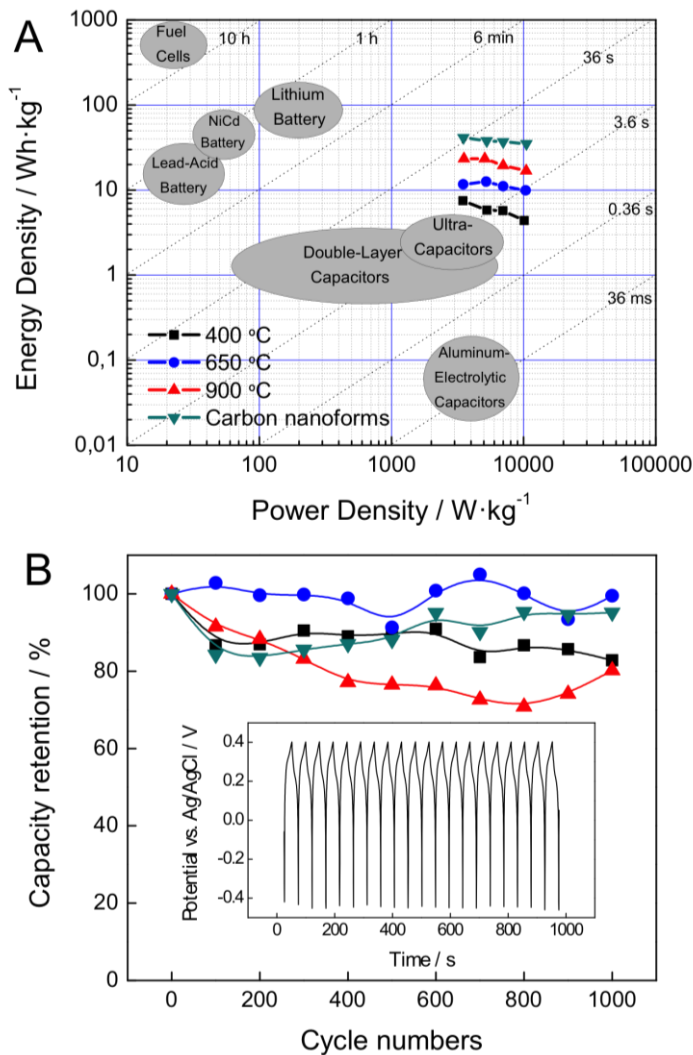 A
1000
100
10
1
0,1
0,01
Energy Density / Wh·kg⁻¹
Fuel
Cells
10 h
1 h
6 min
36 s
3.6 s
0.36 s
36 ms
Lithium
Battery
NiCd
Battery
Lead-Acid
Battery
Ultra-
Capacitors
Double-Layer
Capacitors
Aluminum-
Electrolytic
Capacitors
400 °C
650 °C
900 °C
Carbon nanoforms
10 100 1000 10000 100000
Power Density / W·kg⁻¹
B
100
80
60
40
20
0
Capacity retention / %
0.4
0.2
0.0
-0.2
-0.4
Potential vs. Ag/AgCl / V
0 200 400 600 800 1000
Time / s
0 200 400 600 800 1000
Cycle numbers